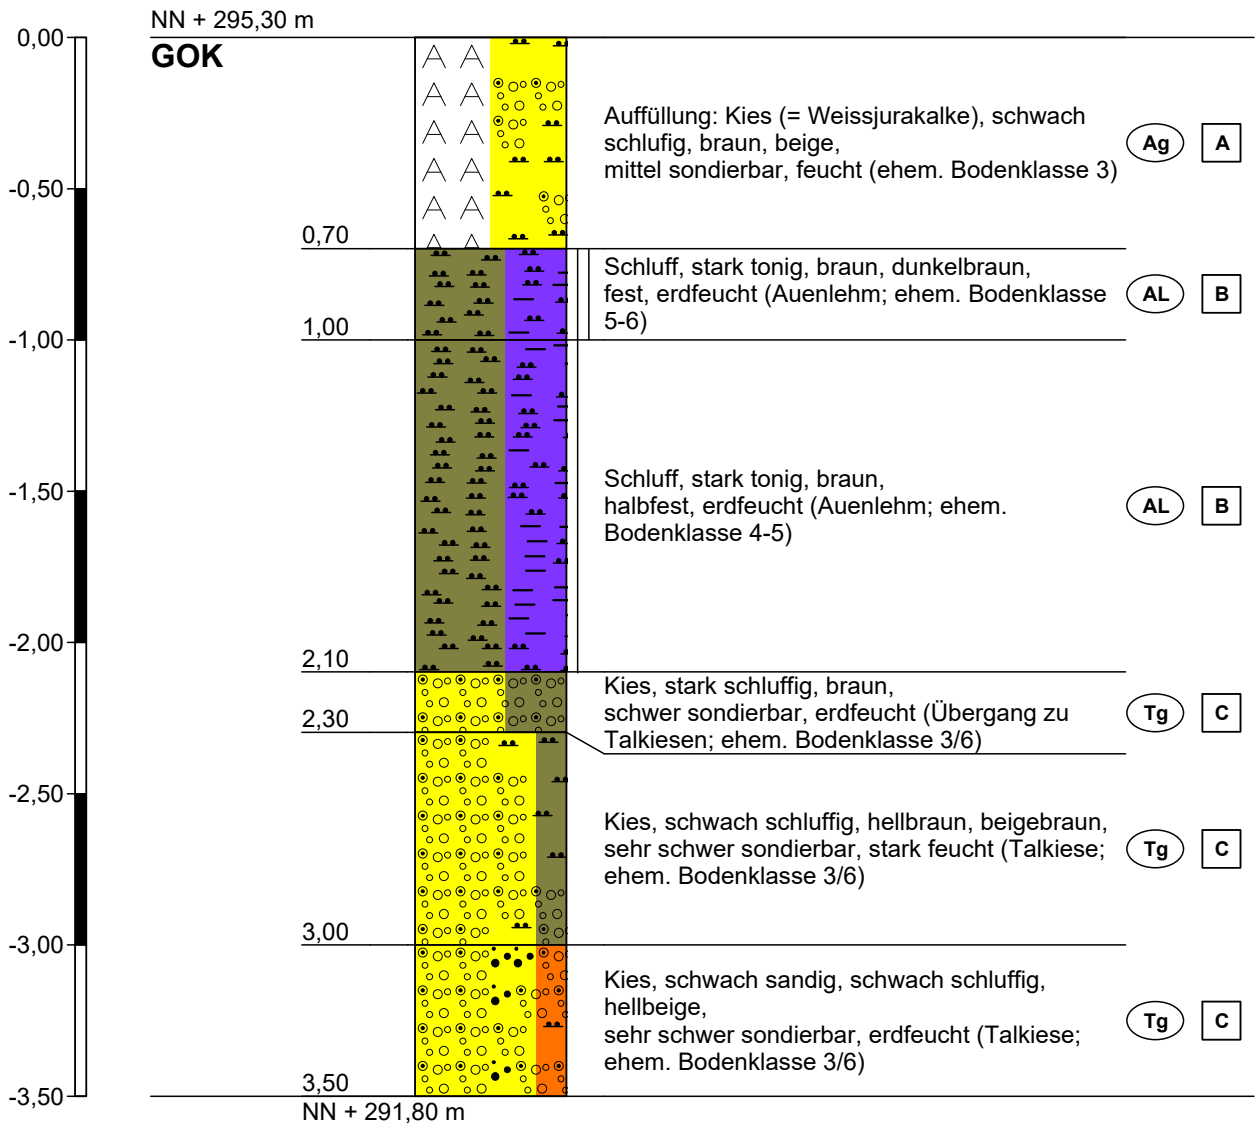 NN + 295,30 m
0,00
GOK
Auffüllung: Kies (= Weissjurakalke), schwach
schlufig, braun, beige,
mittel sondierbar, feucht (ehem. Bodenklasse 3)
Ag A
-0,50
0,70
Schluff, stark tonig, braun, dunkelbraun,
fest, erdfeucht (Auenlehm; ehem. Bodenklasse
5-6)
AL B
1,00
-1,00
Schluff, stark tonig, braun,
halbfest, erdfeucht (Auenlehm; ehem.
Bodenklasse 4-5)
AL B
-1,50
-2,00
2,10
Kies, stark schluffig, braun,
schwer sondierbar, erdfeucht (Übergang zu
Talkiesen; ehem. Bodenklasse 3/6)
Tg C
2,30
-2,50
Kies, schwach schluffig, hellbraun, beigebraun,
sehr schwer sondierbar, stark feucht (Talkiese;
ehem. Bodenklasse 3/6)
Tg C
3,00
-3,00
Kies, schwach sandig, schwach schluffig,
hellbeige,
sehr schwer sondierbar, erdfeucht (Talkiese;
ehem. Bodenklasse 3/6)
Tg C
3,50
-3,50
NN + 291,80 m